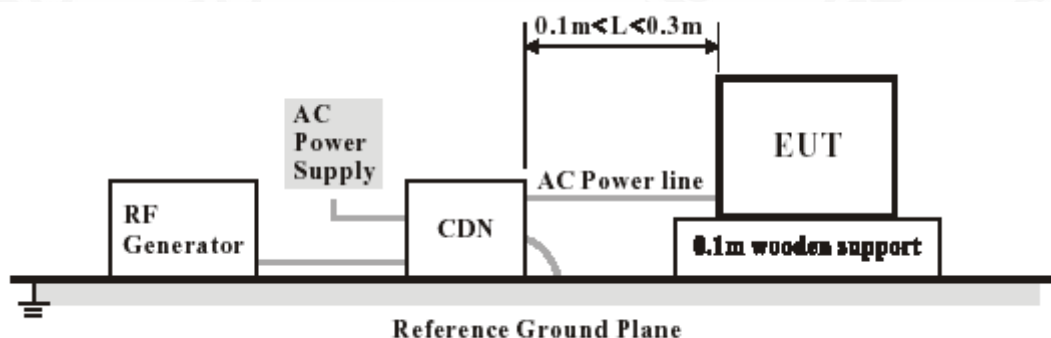 0.1m<L<0.3m
AC
Power
Supply
EUT
AC Power line
RF
Generator
CDN
0.1m wooden support
Reference Ground Plane